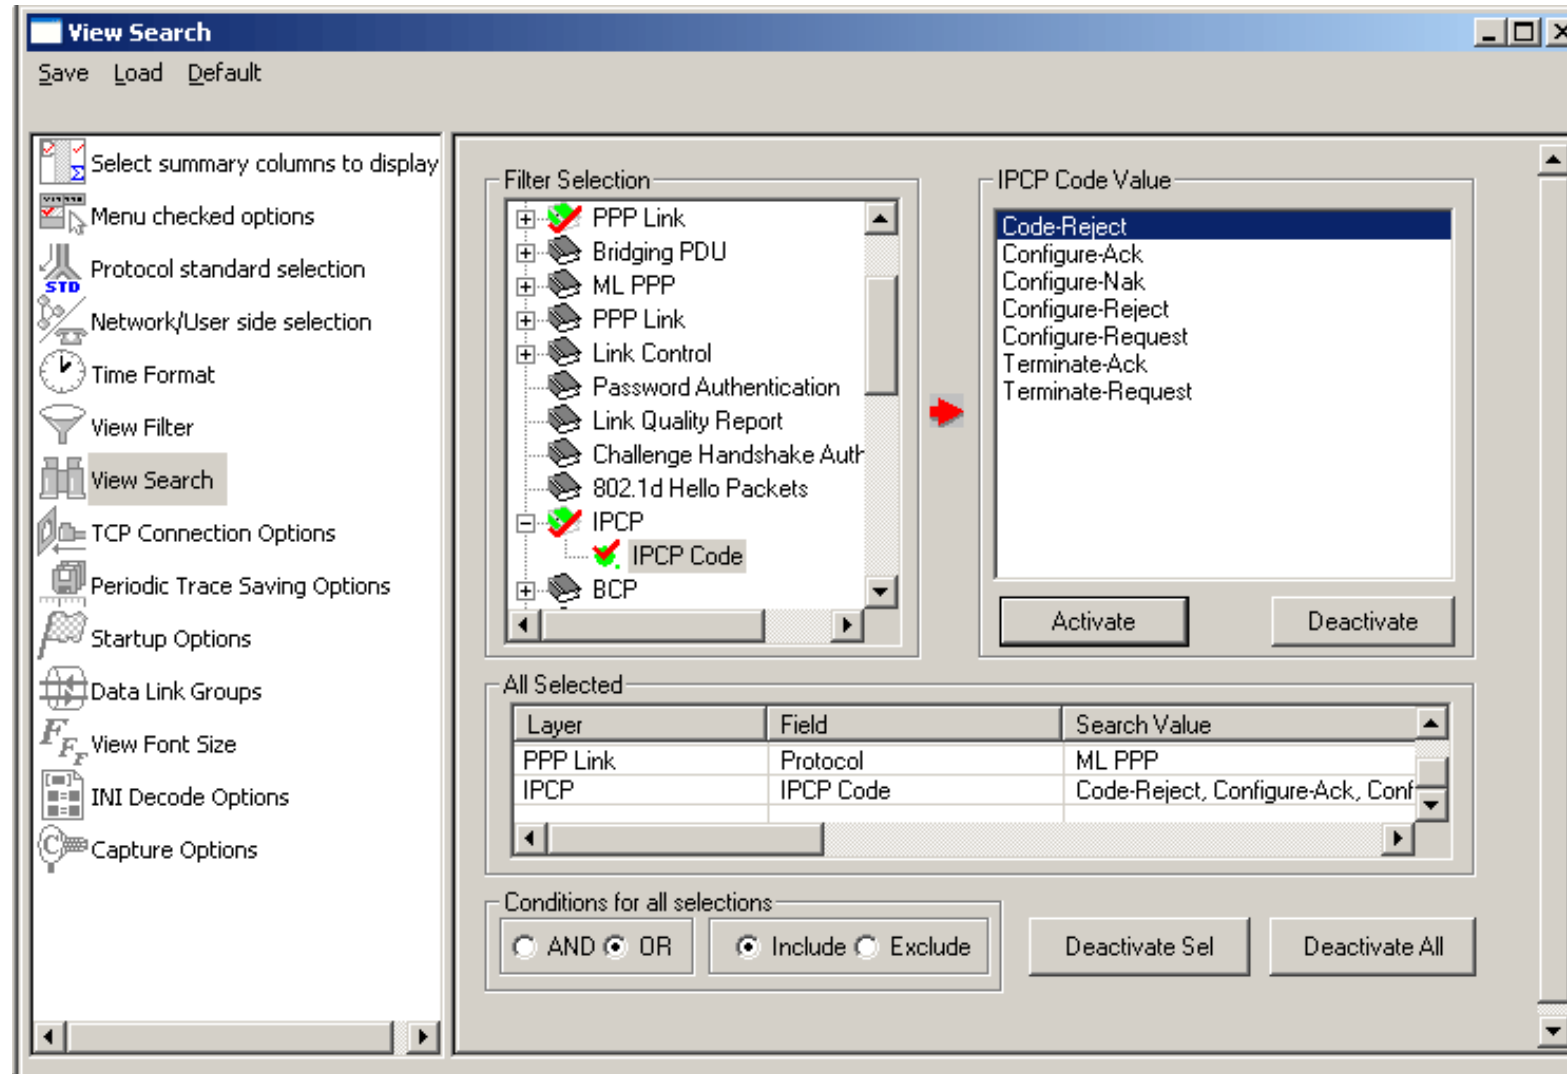 View Search
Save Load Default
Select summary columns to display
Menu checked options
STD
Protocol standard selection
Network/User side selection
Time Format
View Filter
View Search
TCP Connection Options
Periodic Trace Saving Options
Startup Options
Data Link Groups
View Font Size
INI Decode Options
Capture Options
Filter Selection
PPP Link
Bridging PDU
ML PPP
PPP Link
Link Control
Password Authentication
Link Quality Report
Challenge Handshake Auth
802.1d Hello Packets
IPCP
IPCP Code
BCP
IPCP Code Value
Code-Reject
Configure-Ack
Configure-Nak
Configure-Reject
Configure-Request
Terminate-Ack
Terminate-Request
Activate Deactivate
All Selected
Layer Field Search Value
PPP Link Protocol ML PPP
IPCP IPCP Code Code-Reject, Configure-Ack, Conf
Conditions for all selections
AND OR Include Exclude
Deactivate Sel Deactivate All